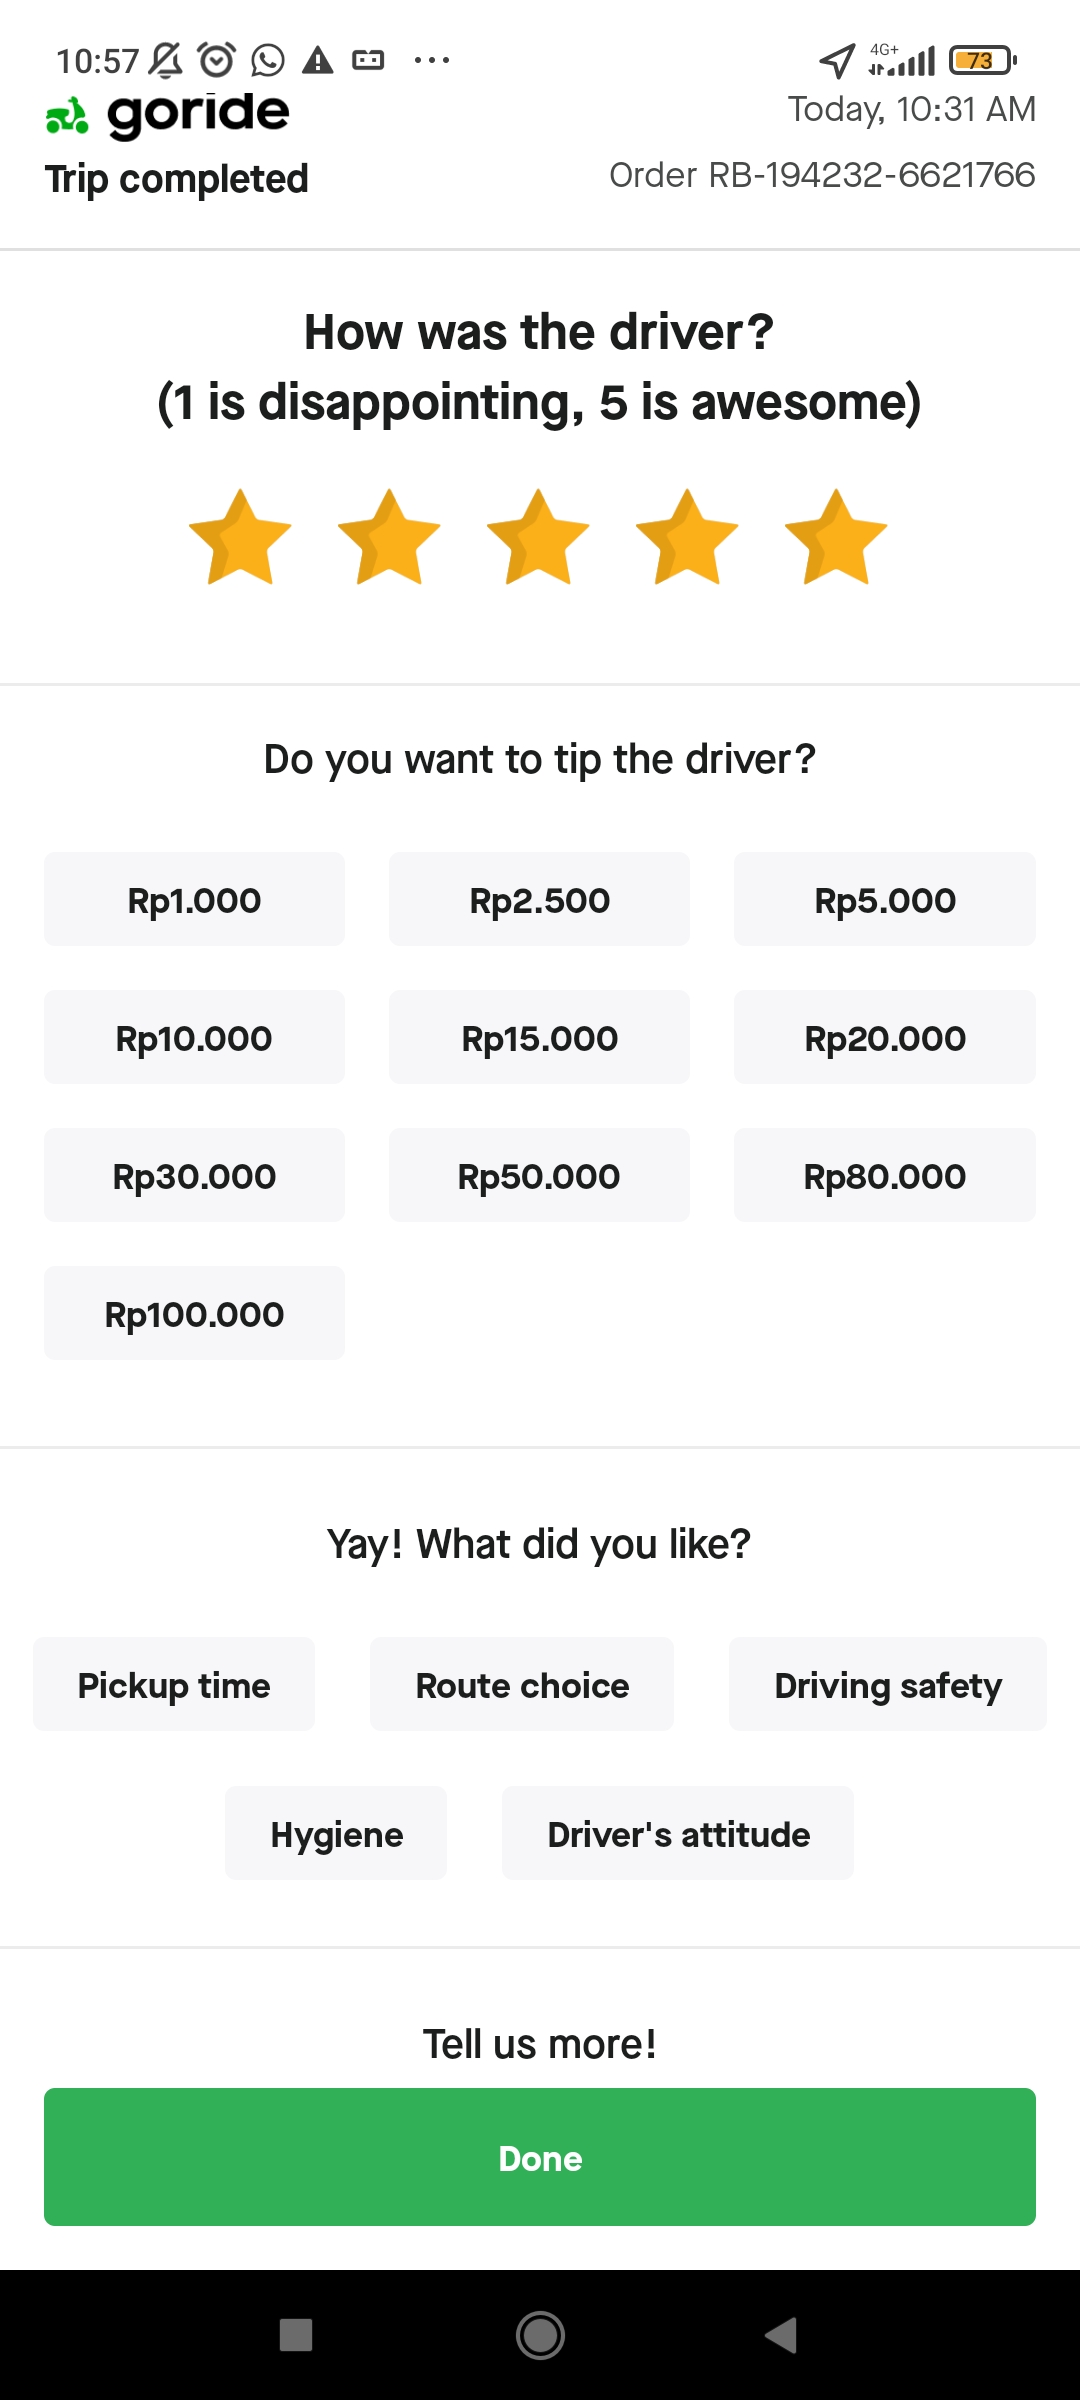 10:57
4G+
73
goride
Today, 10:31 AM
Trip completed
Order RB-194232-6621766
How was the driver?
(1 is disappointing, 5 is awesome)
Do you want to tip the driver?
Rp1.000
Rp2.500
Rp5.000
Rp10.000
Rp15.000
Rp20.000
Rp30.000
Rp50.000
Rp80.000
Rp100.000
Yay! What did you like?
Pickup time
Route choice
Driving safety
Hygiene
Driver's attitude
Tell us more!
Done